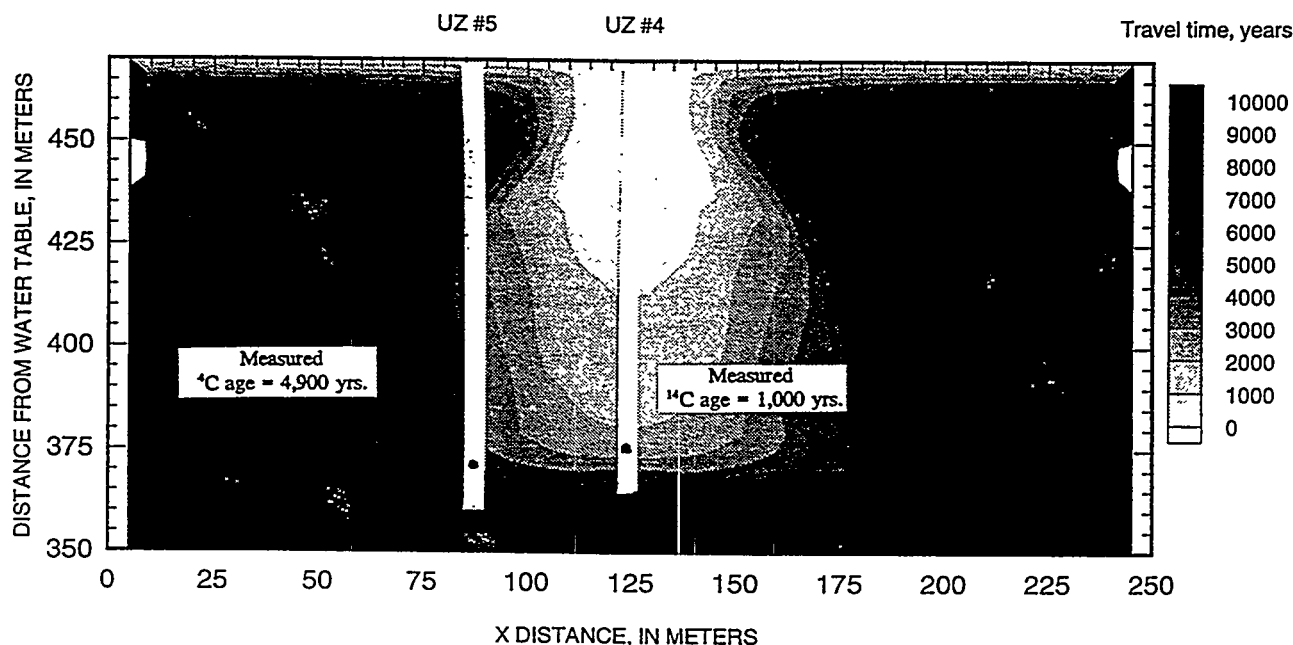 UZ #5 UZ #4
Travel time, years
DISTANCE FROM WATER TABLE, IN METERS
450
425
400
375
350
Measured
⁴C age = 4,900 yrs.
Measured
¹⁴C age = 1,000 yrs.
10000
9000
8000
7000
6000
5000
4000
3000
2000
1000
0
0 25 50 75 100 125 150 175 200 225 250
X DISTANCE, IN METERS